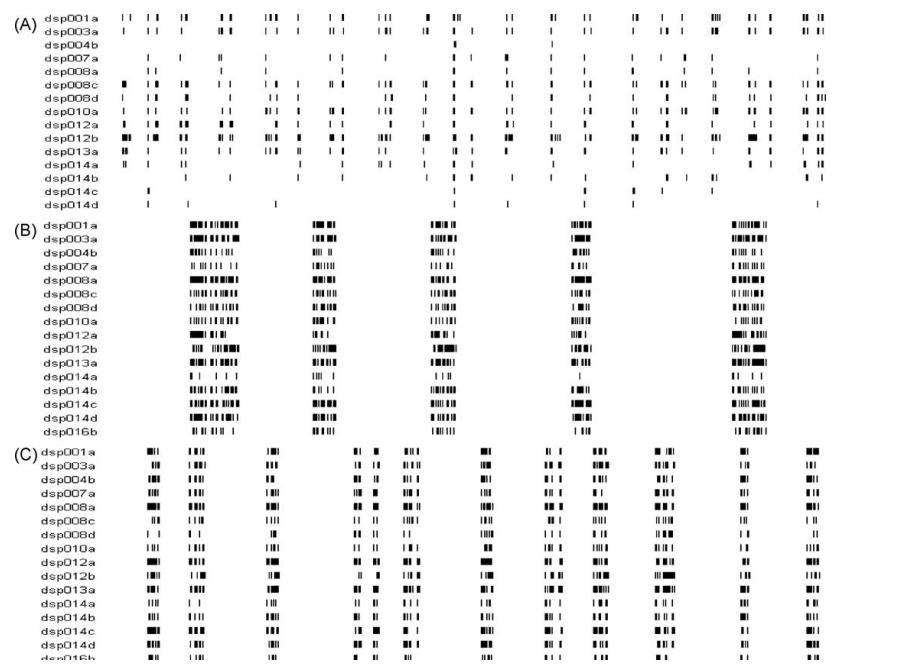 (A) dsp001a
dsp003a
dsp004b
dsp007a
dsp008a
dsp008c
dsp008d
dsp010a
dsp012a
dsp012b
dsp013a
dsp014a
dsp014b
dsp014c
dsp014d
(B) dsp001a
dsp003a
dsp004b
dsp007a
dsp008a
dsp008c
dsp008d
dsp010a
dsp012a
dsp012b
dsp013a
dsp014a
dsp014b
dsp014c
dsp014d
dsp016b
(C) dsp001a
dsp003a
dsp004b
dsp007a
dsp008a
dsp008c
dsp008d
dsp010a
dsp012a
dsp012b
dsp013a
dsp014a
dsp014b
dsp014c
dsp014d
dsp016b